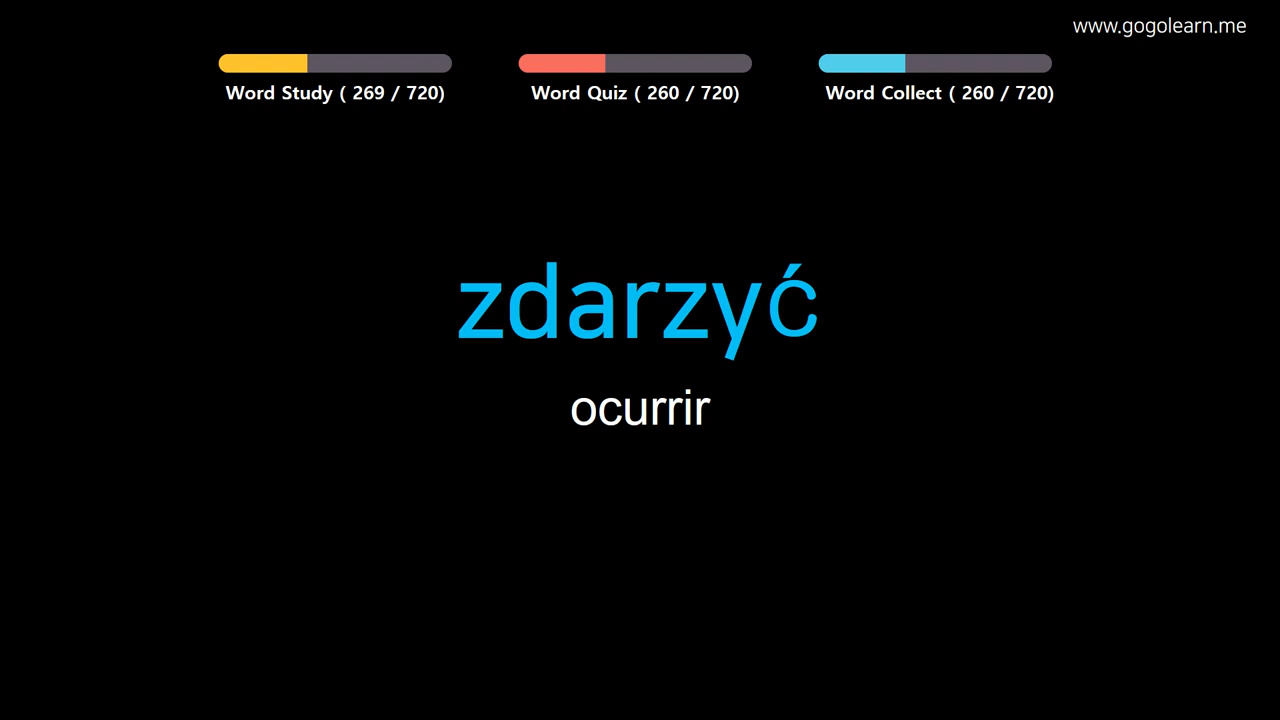 www.gogolearn.me
Word Study ( 269 / 720)
Word Quiz ( 260 / 720)
Word Collect ( 260 / 720)
zdarzyć
ocurrir